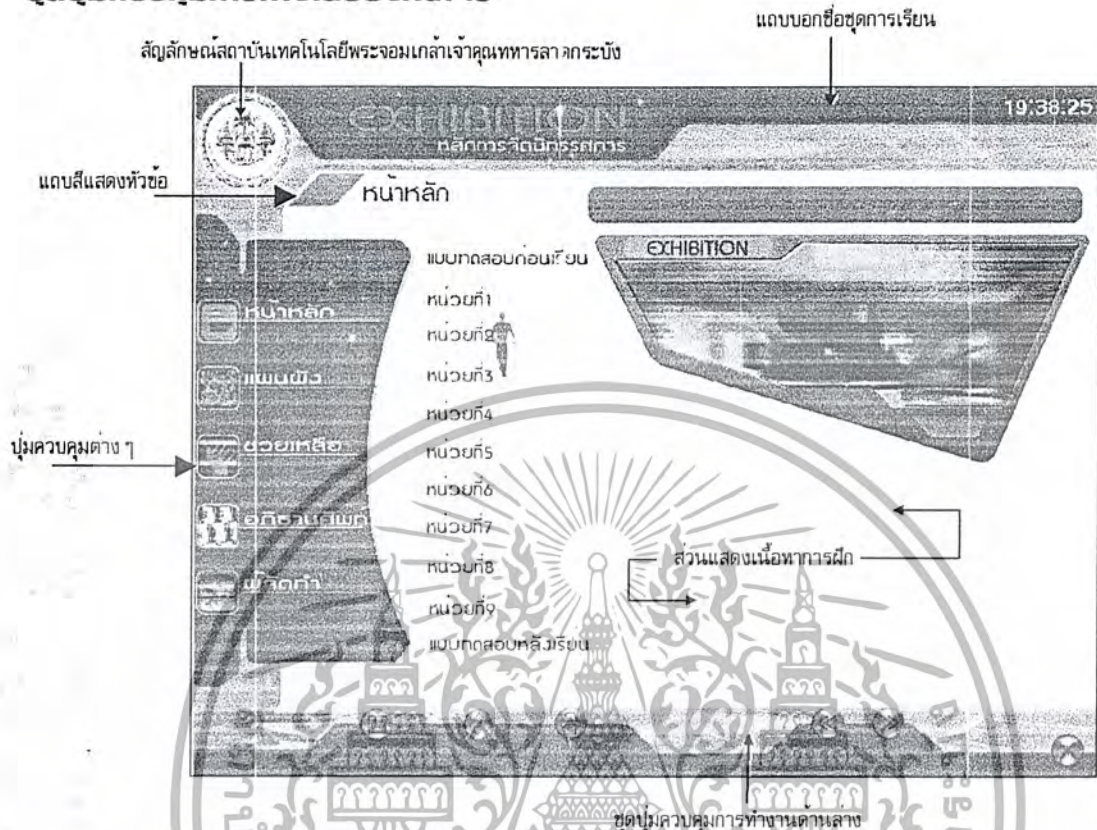 แถบบอกชื่อชุดการเรียน
สัญลักษณ์สถาบันเทคโนโลยีพระจอมเกล้าเจ้าคุณทหารลาดกระบัง
EXHIBITION
หลักการจัดนิทรรศการ
19:38:25
แถบสีแสดงหัวข้อ
หน้าหลัก
EXHIBITION
แบบทดสอบก่อนเรียน
หน่วยที่1
หน่วยที่2
หน่วยที่3
หน่วยที่4
หน่วยที่5
หน่วยที่6
หน่วยที่7
หน่วยที่8
หน่วยที่9
แบบทดสอบหลังเรียน
หน้าหลัก
แผนผัง
ช่วยเหลือ
อภิธานศัพท์
ผู้จัดทำ
ปุ่มควบคุมต่าง ๆ
ส่วนแสดงเนื้อหาการฝึก
ชุดปุ่มควบคุมการทำงานด้านล่าง